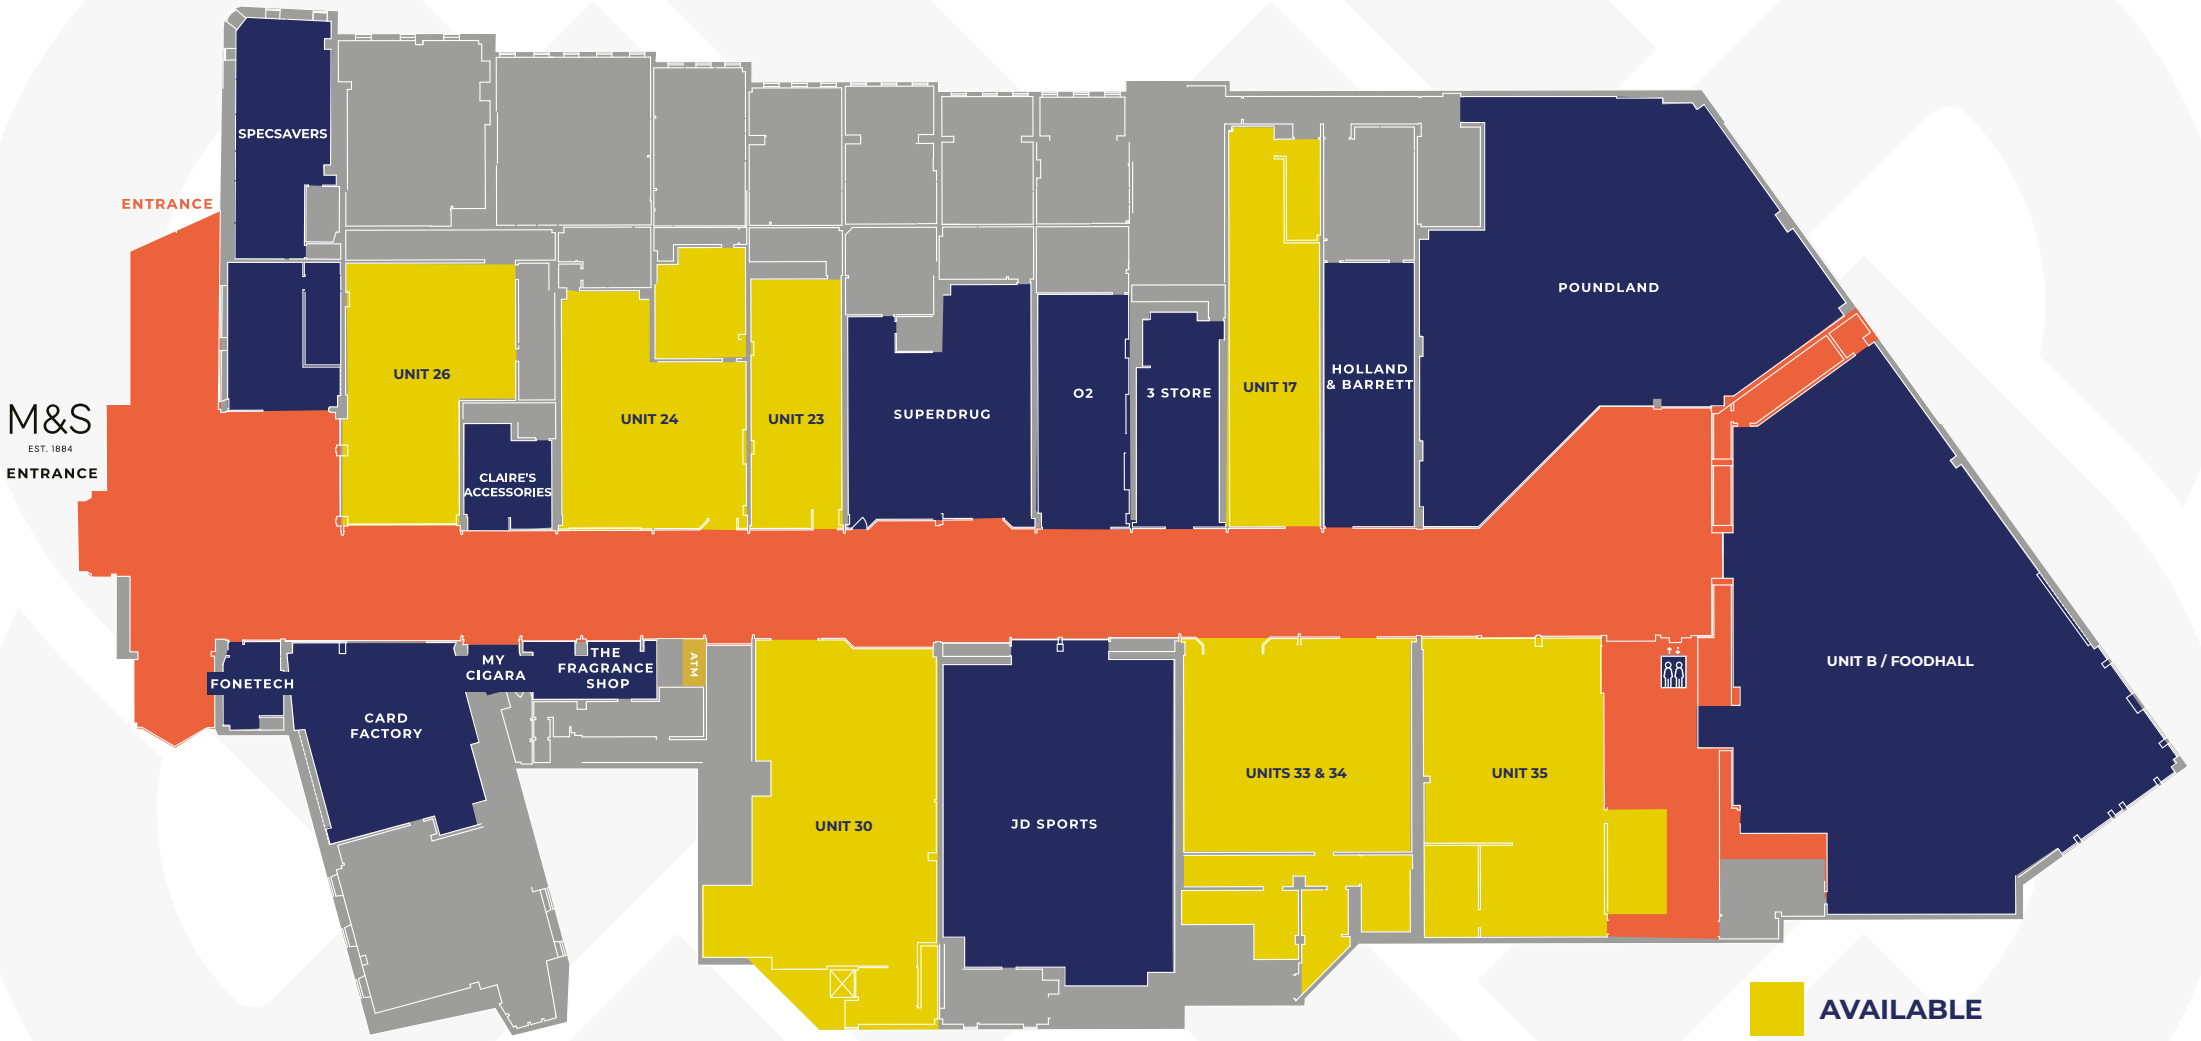 SPECSAVERS
ENTRANCE
M&S
EST. 1884
ENTRANCE
UNIT 26
CLAIRE'S
ACCESSORIES
UNIT 24
UNIT 23
SUPERDRUG
O2
3 STORE
UNIT 17
HOLLAND
& BARRETT
POUNDLAND
FONETECH
CARD
FACTORY
MY
CIGARA
THE
FRAGRANCE
SHOP
ATM
UNIT 30
JD SPORTS
UNITS 33 & 34
UNIT 35
UNIT B / FOODHALL
AVAILABLE